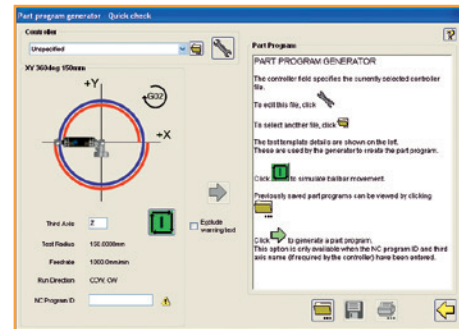 Part program generator Quick check
Controller
Unspecified
XY 360deg 150mm
+Y
G02
+X
Third Axis Z
Exclude
warning text
Test Radius 150.0000mm
Feedrate 1000.0mm/min
Run Direction CCW, CW
NC Program ID
Part Program
PART PROGRAM GENERATOR
The controller field specifies the currently selected controller
file.
To edit this file, click
To select another file, click
The test template details are shown on the left.
These are used by the generator to create the part program.
Click to simulate ballbar movement.
Previously saved part programs can be viewed by clicking
Click to generate a part program.
This option is only available when the NC program ID and third
axis name (if required by the controller) have been entered.